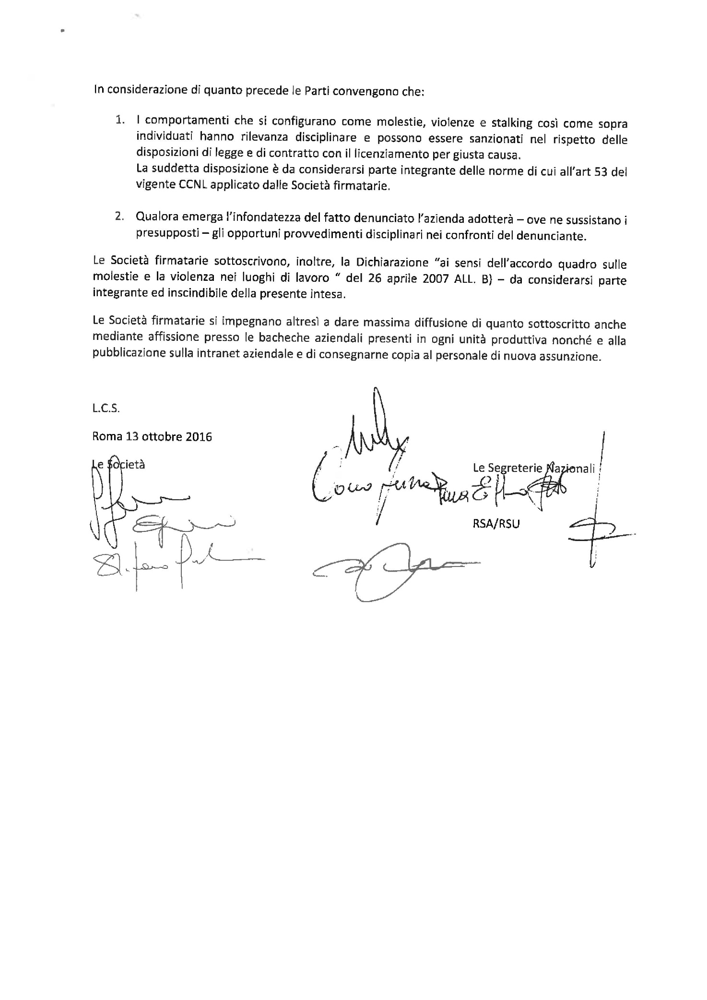 In considerazione di quanto precede le Parti convengono che:
1. I comportamenti che si configurano come molestie, violenze e stalking così come sopra
individuati hanno rilevanza disciplinare e possono essere sanzionati nel rispetto delle
disposizioni di legge e di contratto con il licenziamento per giusta causa.
La suddetta disposizione è da considerarsi parte integrante delle norme di cui all'art 53 del
vigente CCNL applicato dalle Società firmatarie.
2. Qualora emerga l'infondatezza del fatto denunciato l'azienda adotterà – ove ne sussistano i
presupposti – gli opportuni provvedimenti disciplinari nei confronti del denunciante.
Le Società firmatarie sottoscrivono, inoltre, la Dichiarazione "ai sensi dell'accordo quadro sulle
molestie e la violenza nei luoghi di lavoro " del 26 aprile 2007 ALL. B) – da considerarsi parte
integrante ed inscindibile della presente intesa.
Le Società firmatarie si impegnano altresì a dare massima diffusione di quanto sottoscritto anche
mediante affissione presso le bacheche aziendali presenti in ogni unità produttiva nonché e alla
pubblicazione sulla intranet aziendale e di consegnarne copia al personale di nuova assunzione.
L.C.S.
Roma 13 ottobre 2016
Le Società
Le Segreterie Nazionali
RSA/RSU